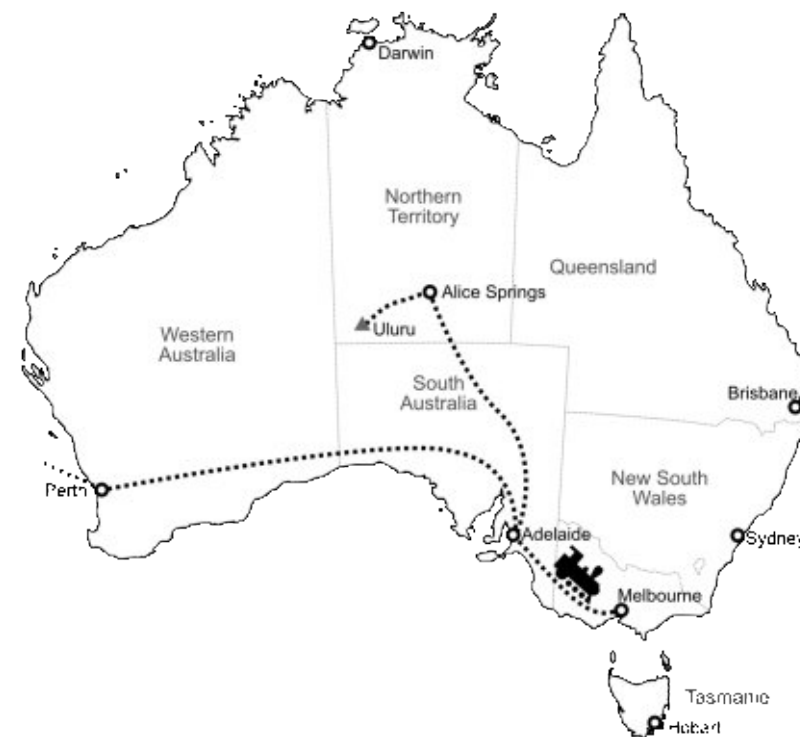 Darwin
Northern
Territory
Queensland
Alice Springs
Uluru
Western
Australia
South
Australia
Brisbane
New South
Wales
Perth
Adelaide
Sydney
Melbourne
Tasmanie
Hobart